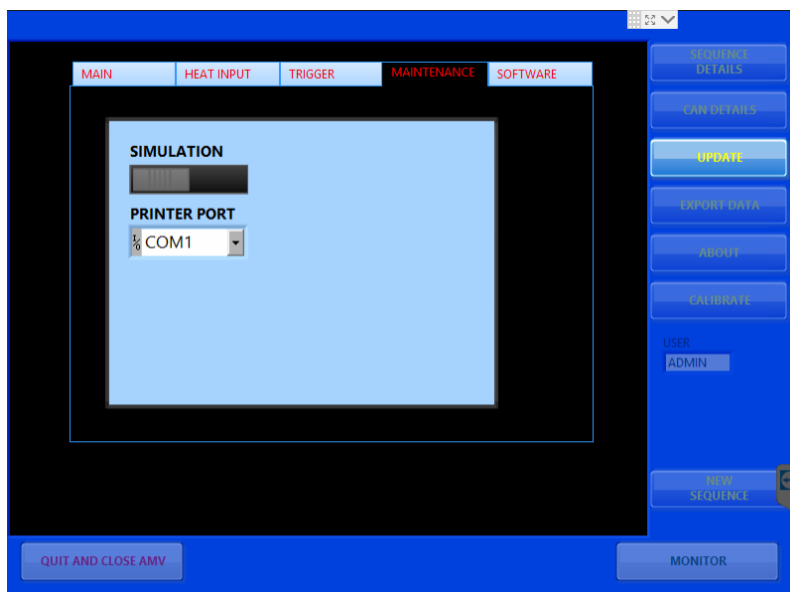 MAIN
HEAT INPUT
TRIGGER
MAINTENANCE
SOFTWARE
SIMULATION
PRINTER PORT
I/O COM1
SEQUENCE
DETAILS
CAN DETAILS
UPDATE
EXPORT DATA
ABOUT
CALIBRATE
USER
ADMIN
NEW
SEQUENCE
QUIT AND CLOSE AMV
MONITOR